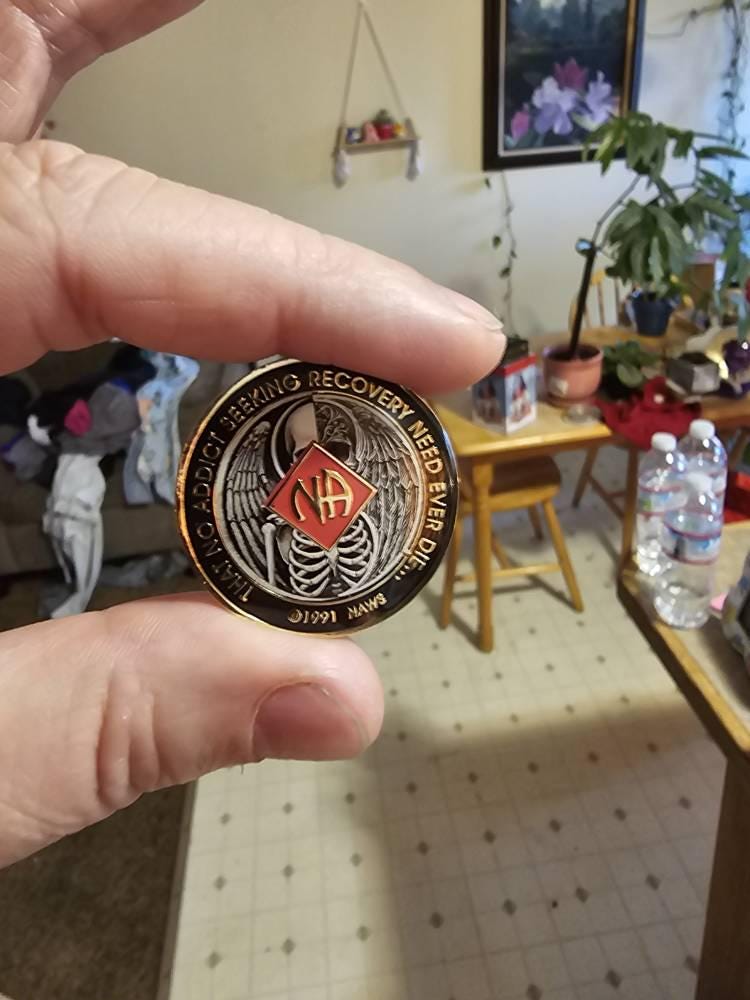 THAT NO ADDICT SEEKING RECOVERY NEED EVER DIE...
NA
©1991 NAWS